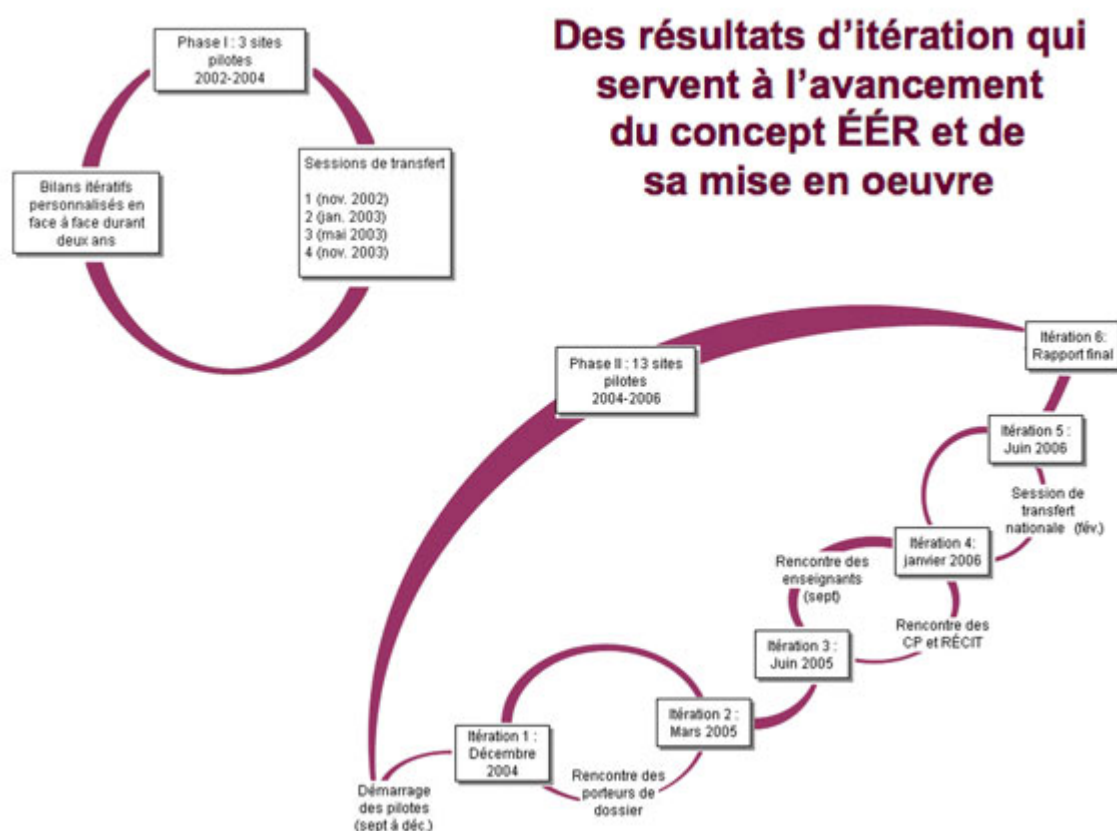 Des résultats d'itération qui
servent à l'avancement
du concept ÉÉR et de
sa mise en oeuvre
Phase I : 3 sites
pilotes
2002-2004
Bilans itératifs
personnalisés en
face à face durant
deux ans
Sessions de transfert
1 (nov. 2002)
2 (jan. 2003)
3 (mai 2003)
4 (nov. 2003)
Phase II : 13 sites
pilotes
2004-2006
Itération 6:
Rapport final
Itération 5 :
Juin 2006
Session de
transfert
nationale (fév.)
Itération 4:
janvier 2006
Rencontre des
enseignants
(sept)
Rencontre des
CP et RÉCIT
Itération 3 :
Juin 2005
Itération 2 :
Mars 2005
Itération 1 :
Décembre
2004
Rencontre des
porteurs de
dossier
Démarrage
des pilotes
(sept à déc.)